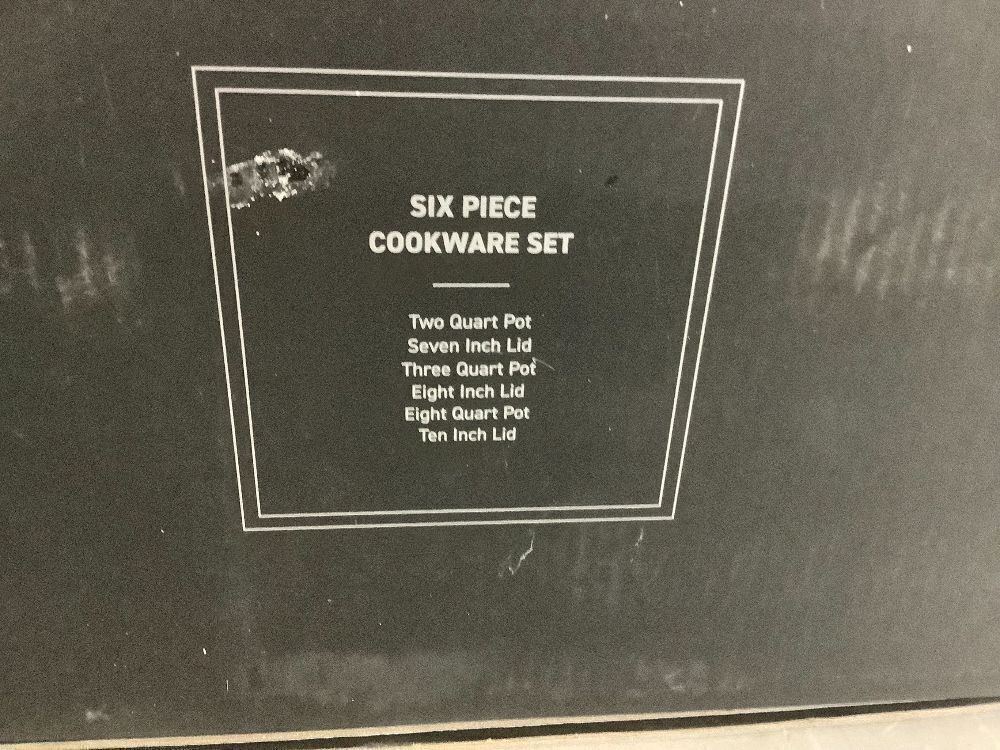 SIX PIECE
COOKWARE SET
Two Quart Pot
Seven Inch Lid
Three Quart Pot
Eight Inch Lid
Eight Quart Pot
Ten Inch Lid